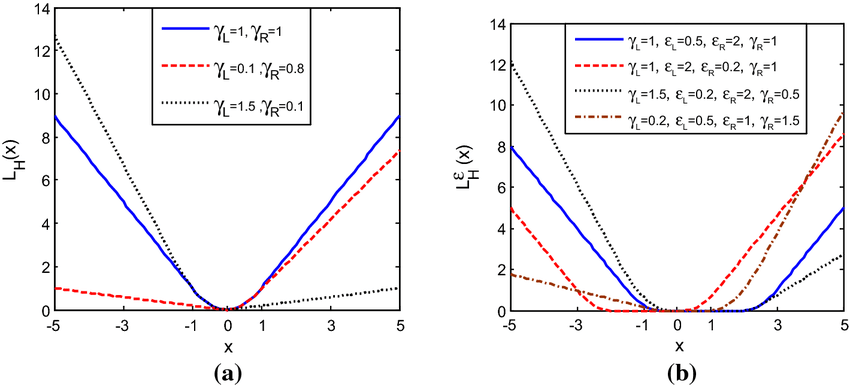 14
12
10
8
6
4
2
0
-5 -3 -1 0 1 3 5
L_H(x)
x
γ_L=1, γ_R=1
γ_L=0.1 ,γ_R=0.8
γ_L=1.5 ,γ_R=0.1
(a)
14
12
10
8
6
4
2
0
-5 -3 -1 0 1 3 5
L_H^ε (x)
x
γ_L=1, ε_L=0.5, ε_R=2, γ_R=1
γ_L=1, ε_L=2, ε_R=0.2, γ_R=1
γ_L=1.5, ε_L=0.2, ε_R=2, γ_R=0.5
γ_L=0.2, ε_L=0.5, ε_R=1, γ_R=1.5
(b)